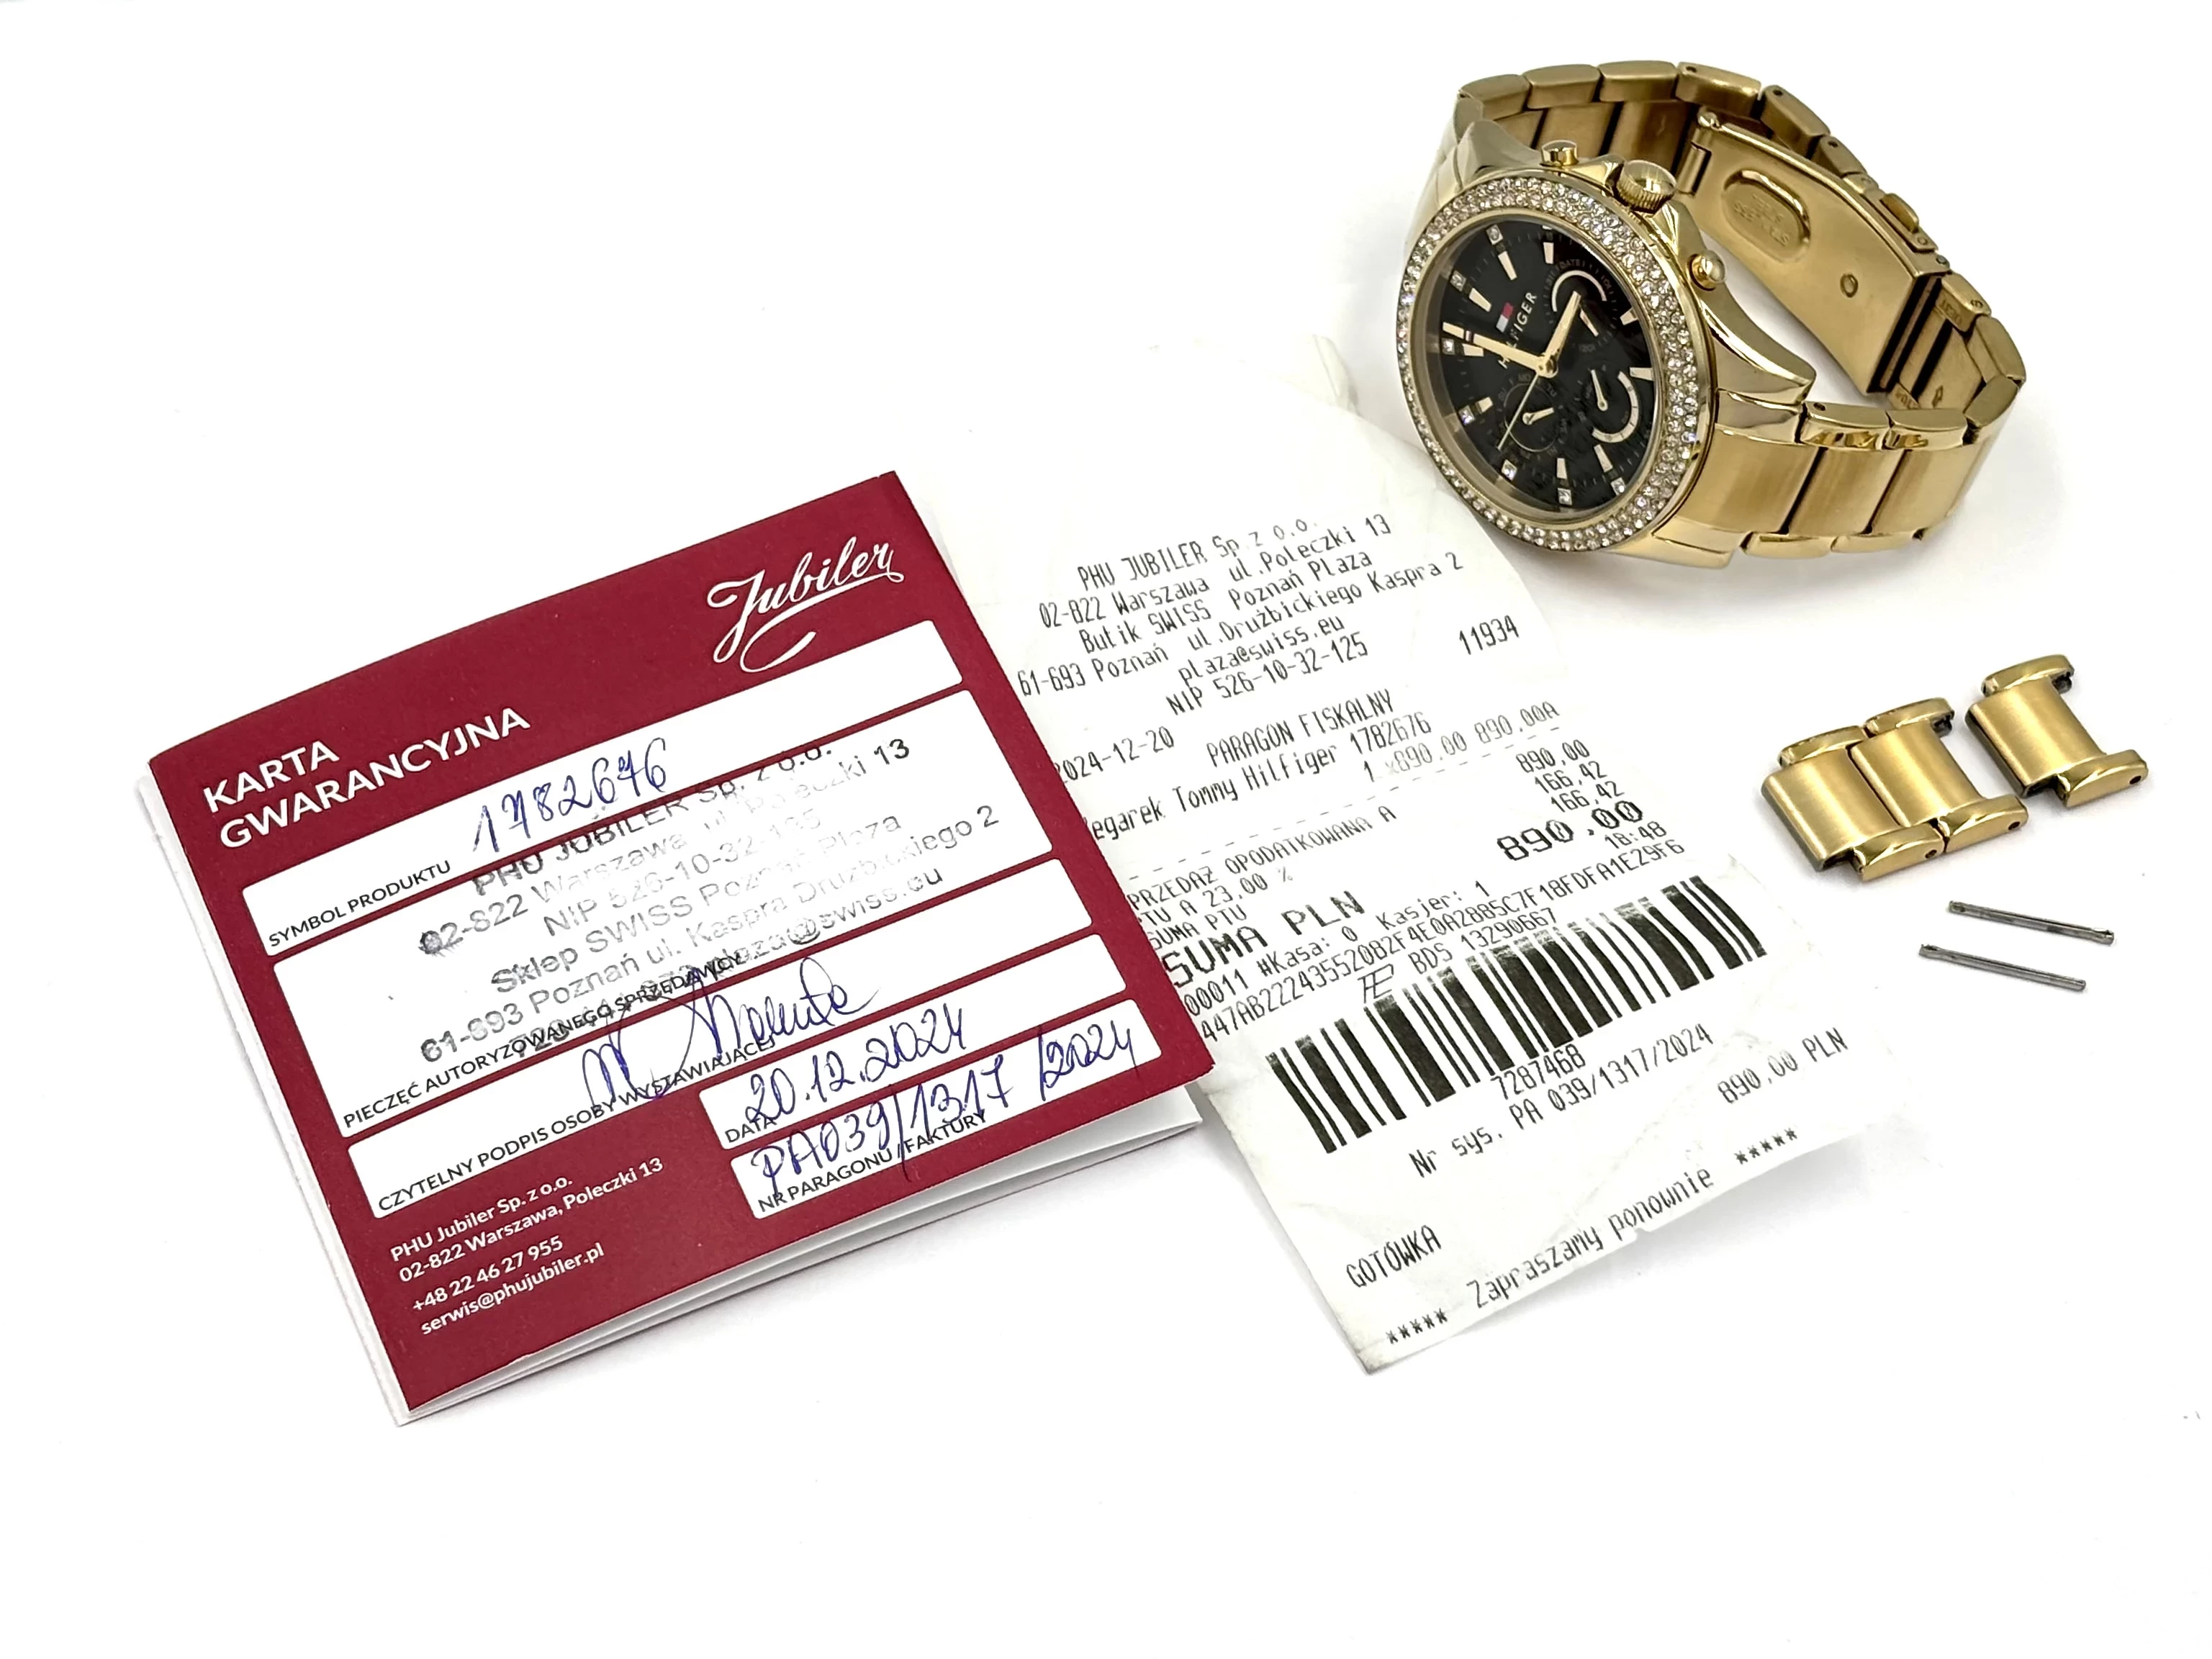 Jubiler
KARTA
GWARANCYJNA
1782676
SYMBOL PRODUKTU
PHU JUBILER Sp. z o.o.
02-822 Warszawa ul. Poleczki 13
NIP 526-10-32-125
Sklep SWISS Poznań Plaza
61-693 Poznań ul. Kaspra Drużbickiego 2
plaza@swiss.eu
PIECZĘĆ AUTORYZOWANEGO SPRZEDAWCY
CZYTELNY PODPIS OSOBY WYSTAWIAJĄCEJ
20.12.2024
DATA
PA039/1317/2024
NR PARAGONU / FAKTURY
PHU Jubiler Sp. z o.o.
02-822 Warszawa, Poleczki 13
+48 22 46 27 955
serwis@phujubiler.pl
PHU JUBILER Sp. z o.o.
02-822 Warszawa ul.Poleczki 13
Butik SWISS Poznań Plaza
61-693 Poznań ul.Drużbickiego Kaspra 2
plaza@swiss.eu
NIP 526-10-32-125
11934
2024-12-20
PARAGON FISKALNY
egarek Tommy Hilfiger 1782676
1 x890.00 890.00A
SPRZEDAŻ OPODATKOWANA A 890,00
PTU A 23,00 % 166,42
SUMA PTU 166,42
SUMA PLN 890,00
00011 #Kasa: 0 Kasjer: 1 18:48
447AB222435520B2F4E0A2885C7F1BFDFA1E29F6
BDS 13290667
7287468
Nr sys. PA 039/1317/2024
GOTÓWKA 890,00 PLN
***** Zapraszamy ponownie *****
HILFIGER
DATE